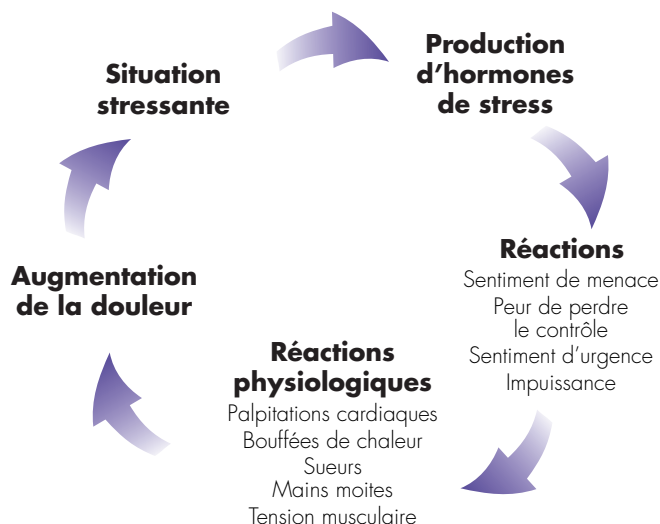 Situation
stressante
Production
d'hormones
de stress
Réactions
Sentiment de menace
Peur de perdre
le contrôle
Sentiment d'urgence
Impuissance
Réactions
physiologiques
Palpitations cardiaques
Bouffées de chaleur
Sueurs
Mains moites
Tension musculaire
Augmentation
de la douleur